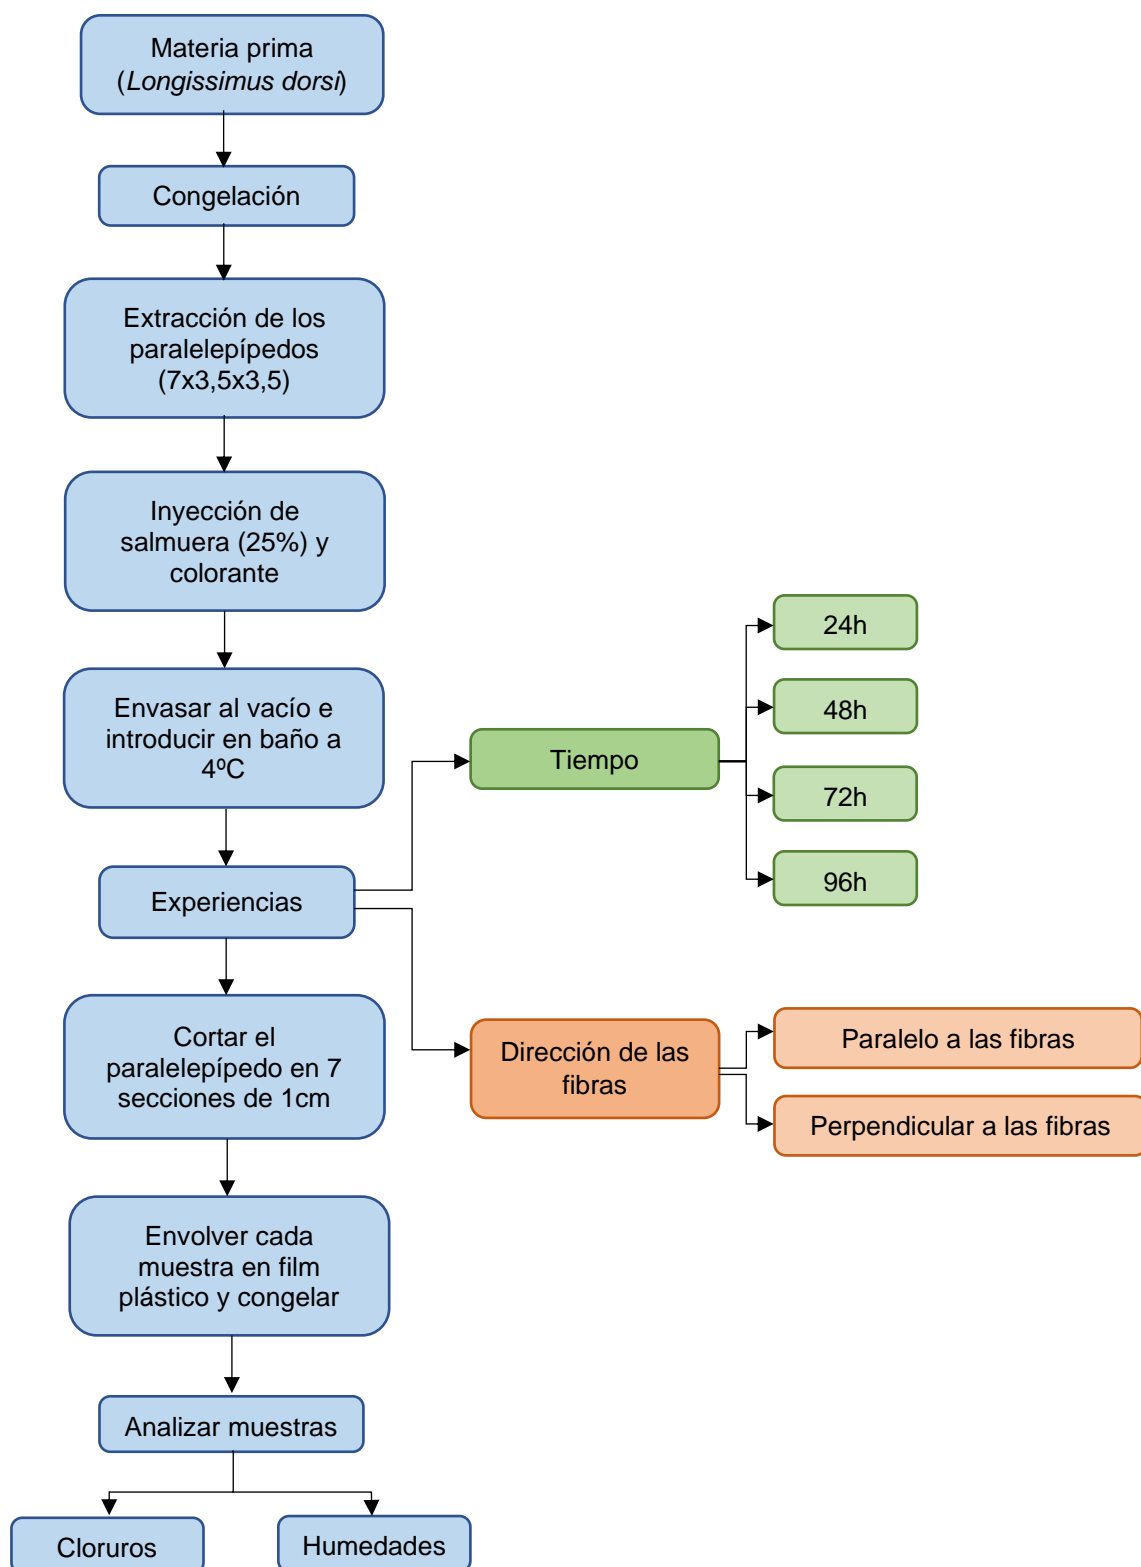 Materia prima
(Longissimus dorsi)
Congelación
Extracción de los
paralelepípedos
(7x3,5x3,5)
Inyección de
salmuera (25%) y
colorante
Envasar al vacío e
introducir en baño a
4ºC
Experiencias
Tiempo
24h
48h
72h
96h
Dirección de las
fibras
Paralelo a las fibras
Perpendicular a las fibras
Cortar el
paralelepípedo en 7
secciones de 1cm
Envolver cada
muestra en film
plástico y congelar
Analizar muestras
Cloruros
Humedades